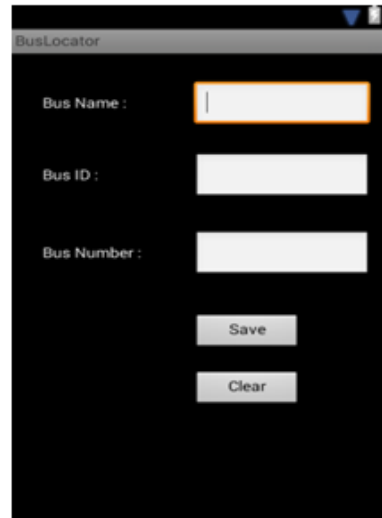 BusLocator
Bus Name :
Bus ID :
Bus Number :
Save
Clear